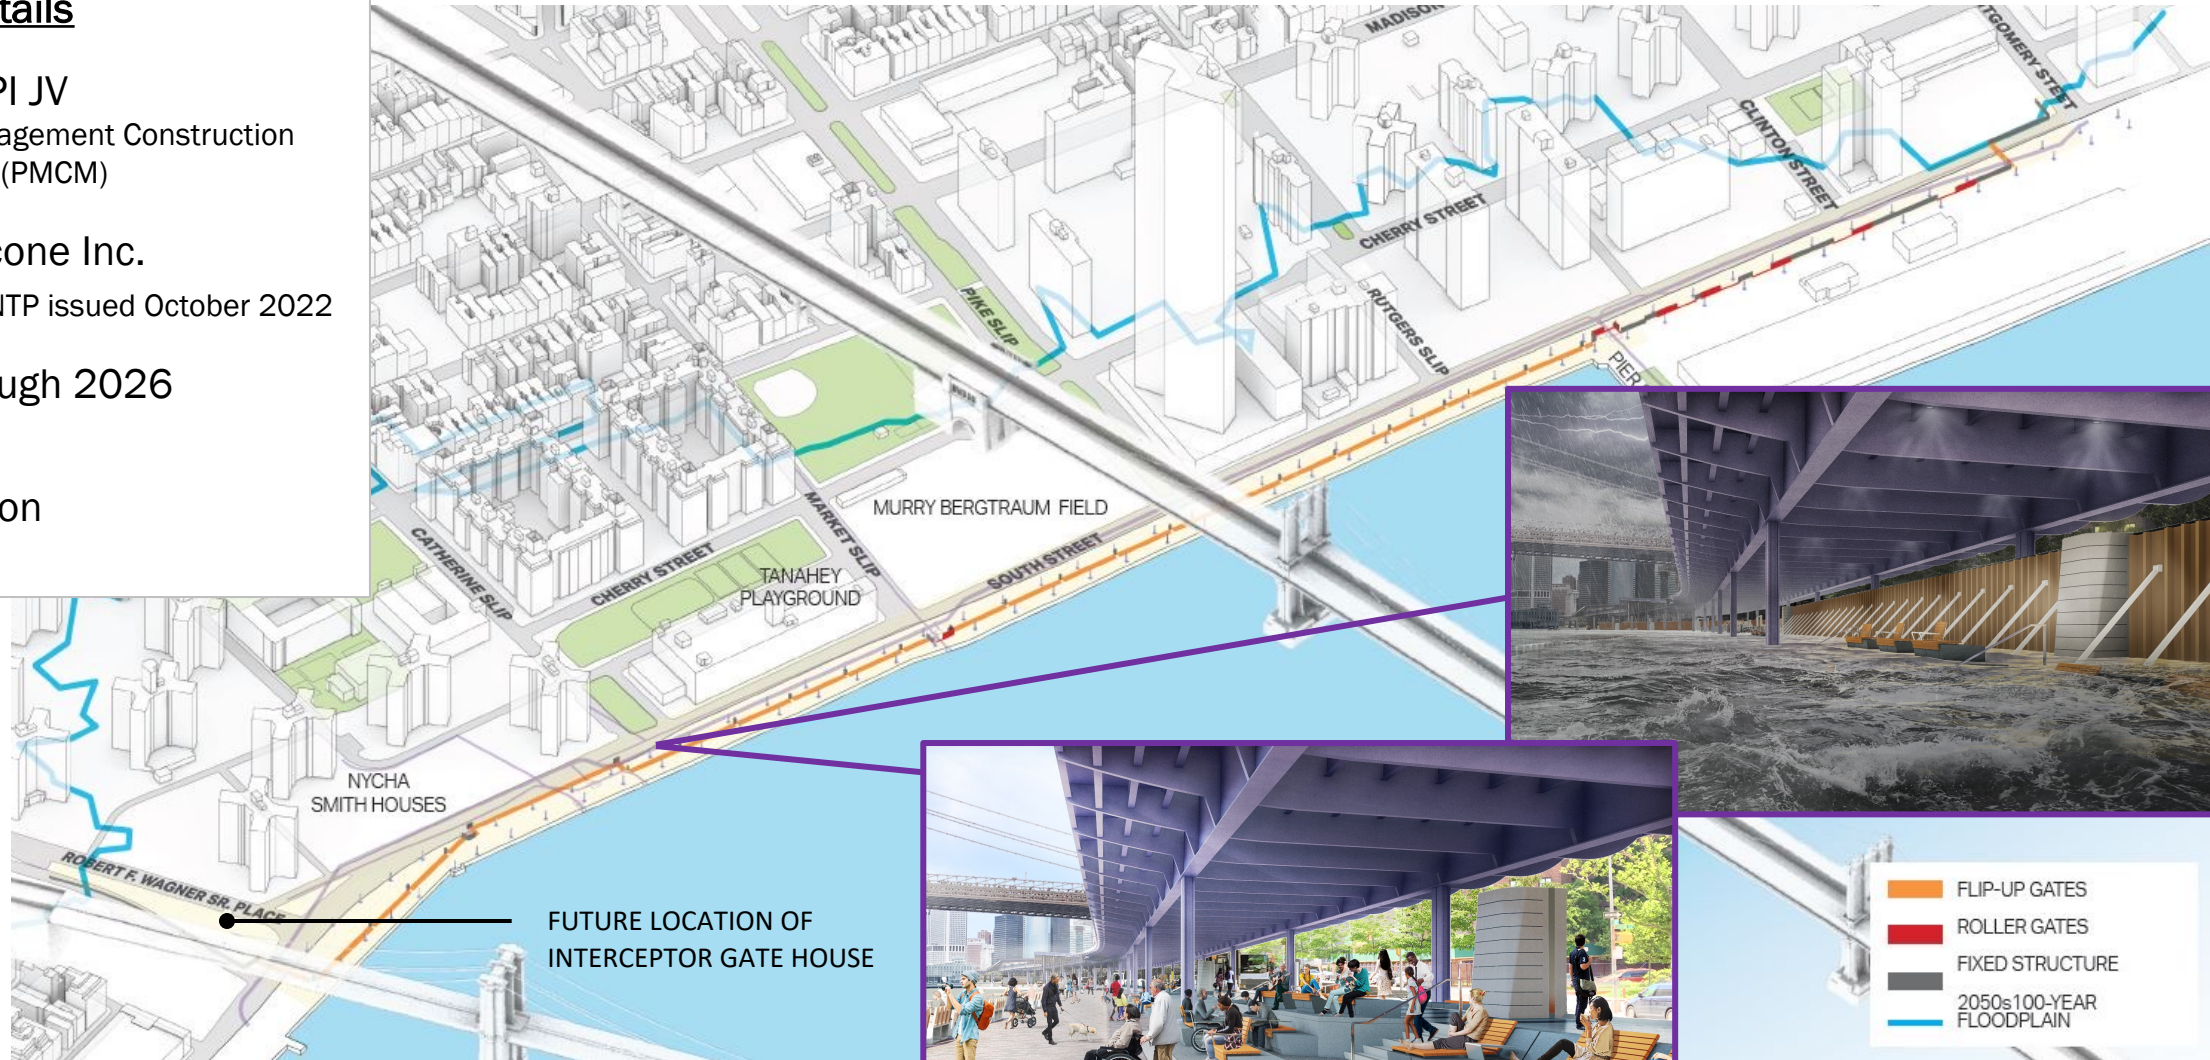 tails
PI JV
agement Construction
(PMCM)
cone Inc.
NTP issued October 2022
ugh 2026
on
MADISON
TGOMERY STREET
CLINTON STREET
CHERRY STREET
PIKE SLIP
RUTGERS SLIP
PIER
MURRY BERGTRAUM FIELD
MARKET SLIP
SOUTH STREET
CATHERINE SLIP
CHERRY STREET
TANAHEY
PLAYGROUND
NYCHA
SMITH HOUSES
ROBERT F. WAGNER SR. PLACE
FUTURE LOCATION OF
INTERCEPTOR GATE HOUSE
FLIP-UP GATES
ROLLER GATES
FIXED STRUCTURE
2050s100-YEAR
FLOODPLAIN